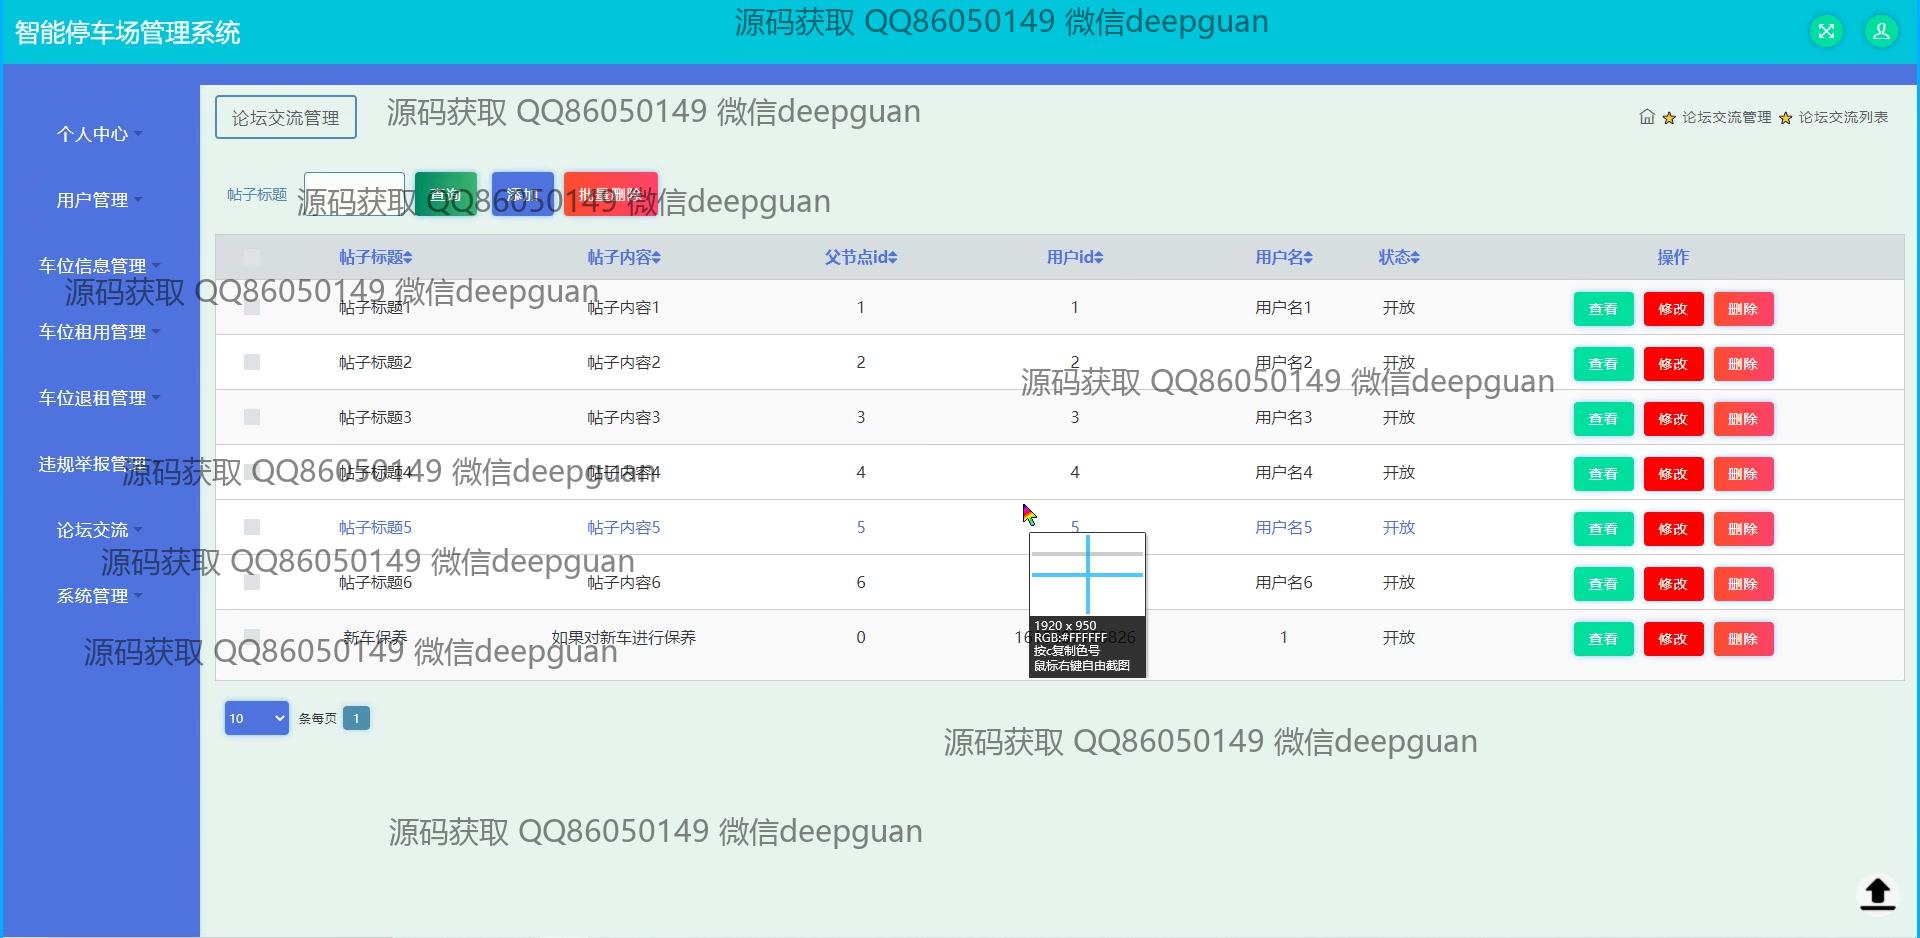 智能停车场管理系统
源码获取 QQ86050149 微信deepguan
个人中心
用户管理
车位信息管理
车位租用管理
车位退租管理
违规举报管理
论坛交流
系统管理
论坛交流管理
源码获取 QQ86050149 微信deepguan
论坛交流管理 论坛交流列表
帖子标题 查询 添加 批量删除
源码获取 QQ86050149 微信deepguan
帖子标题 帖子内容 父节点id 用户id 用户名 状态 操作
源码获取 QQ86050149 微信deepguan
帖子标题1 帖子内容1 1 1 用户名1 开放 查看 修改 删除
帖子标题2 帖子内容2 2 2 用户名2 开放 查看 修改 删除
源码获取 QQ86050149 微信deepguan
帖子标题3 帖子内容3 3 3 用户名3 开放 查看 修改 删除
帖子标题4 帖子内容4 4 4 用户名4 开放 查看 修改 删除
源码获取 QQ86050149 微信deepguan
帖子标题5 帖子内容5 5 5 用户名5 开放 查看 修改 删除
源码获取 QQ86050149 微信deepguan
帖子标题6 帖子内容6 6 用户名6 开放 查看 修改 删除
新车保养 如果对新车进行保养 0 1 开放 查看 修改 删除
源码获取 QQ86050149 微信deepguan
1920 x 950
RGB:#FFFFFF
按c复制色号
鼠标右键自由截图
10 条每页 1
源码获取 QQ86050149 微信deepguan
源码获取 QQ86050149 微信deepguan